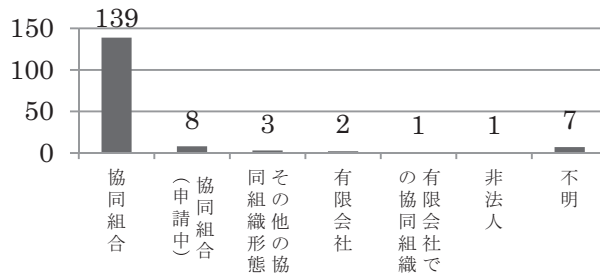 150
100
50
0
139
8
3
2
1
1
7
協同組合
協同組合
（申請中）
その他の協
同組織形態
有限会社
有限会社で
の協同組織
非法人
不明